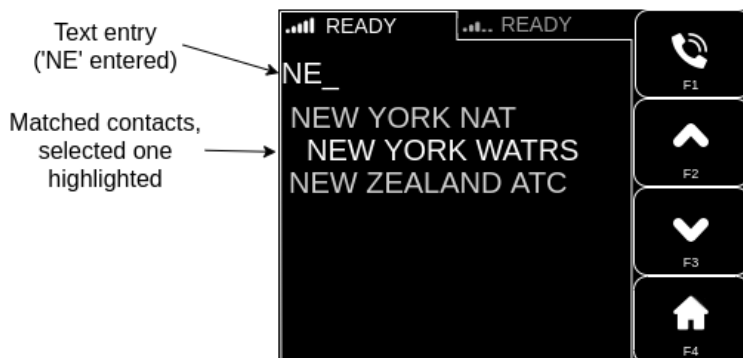 Text entry
('NE' entered)
Matched contacts,
selected one
highlighted
READY
READY
NE_
NEW YORK NAT
NEW YORK WATRS
NEW ZEALAND ATC
F1
F2
F3
F4